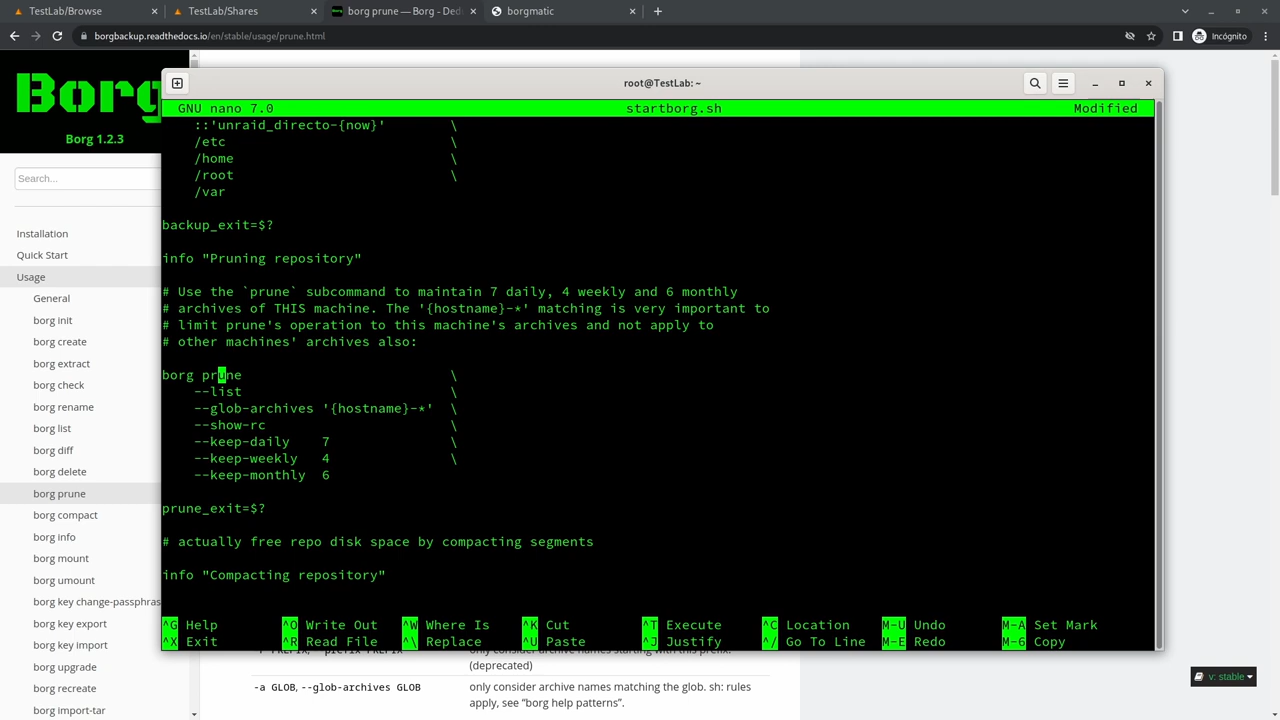 TestLab/Browse
TestLab/Shares
borg prune — Borg - Ded
borgmatic
borgbackup.readthedocs.io/en/stable/usage/prune.html
Incógnito
Borg
Borg 1.2.3
Search...
Installation
Quick Start
Usage
General
borg init
borg create
borg extract
borg check
borg rename
borg list
borg diff
borg delete
borg prune
borg compact
borg info
borg mount
borg umount
borg key change-passphras
borg key export
borg key import
borg upgrade
borg recreate
borg import-tar
root@TestLab: ~
GNU nano 7.0 startborg.sh Modified
::'unraid_directo-{now}' \
/etc \
/home \
/root \
/var
backup_exit=$?
info "Pruning repository"
# Use the `prune` subcommand to maintain 7 daily, 4 weekly and 6 monthly
# archives of THIS machine. The '{hostname}-*' matching is very important to
# limit prune's operation to this machine's archives and not apply to
# other machines' archives also:
borg prune \
--list \
--glob-archives '{hostname}-*' \
--show-rc \
--keep-daily 7 \
--keep-weekly 4 \
--keep-monthly 6
prune_exit=$?
# actually free repo disk space by compacting segments
info "Compacting repository"
^G Help ^O Write Out ^W Where Is ^K Cut ^T Execute ^C Location M-U Undo M-A Set Mark
^X Exit ^R Read File ^\ Replace ^U Paste ^J Justify ^/ Go To Line M-E Redo M-6 Copy
(deprecated)
-a GLOB, --glob-archives GLOB
only consider archive names matching the glob. sh: rules
apply, see “borg help patterns”.
v: stable